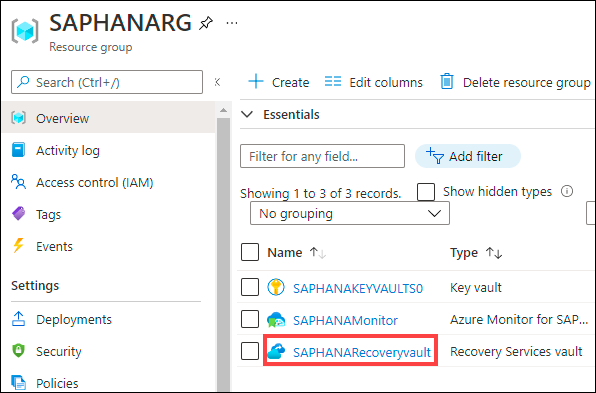 SAPHANARG
...
Resource group
Search (Ctrl+/)
Create
Edit columns
Delete resource group
Overview
Activity log
Access control (IAM)
Tags
Events
Settings
Deployments
Security
Policies
Essentials
Filter for any field...
Add filter
Showing 1 to 3 of 3 records.
Show hidden types
No grouping
Name
Type
SAPHANAKEYVAULTS0
Key vault
SAPHANAMonitor
Azure Monitor for SAP...
SAPHANARecoveryvault
Recovery Services vault